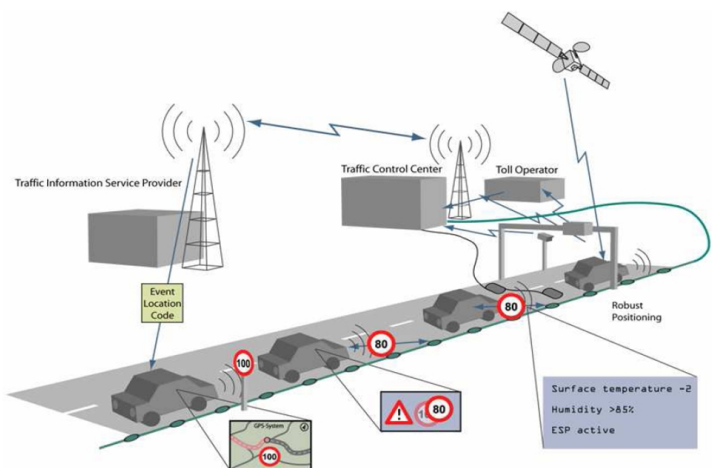 Traffic Information Service Provider
Traffic Control Center
Toll Operator
Event
Location
Code
Robust
Positioning
100
80
80
GPS-System
100
80
Surface temperature -2
Humidity >85%
ESP active